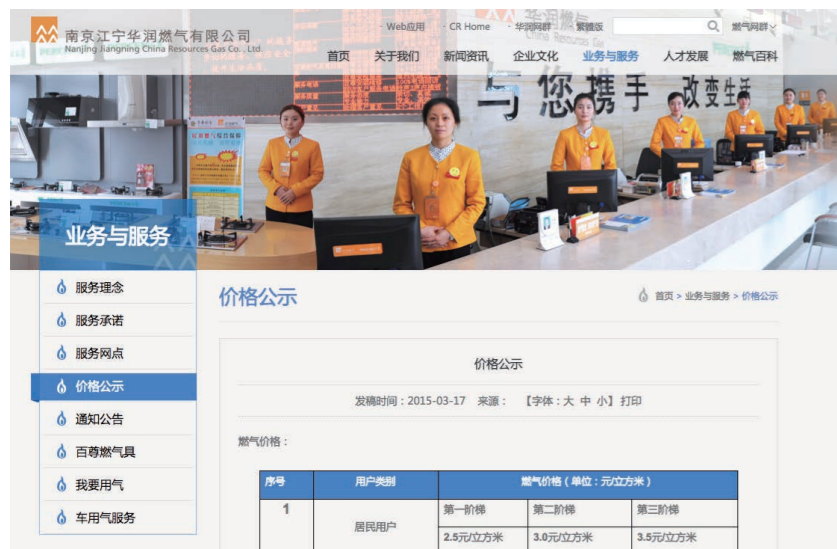 南京江宁华润燃气有限公司
Nanjing Jiangning China Resources Gas Co., Ltd
· Web应用 · CR Home · 华润网群 繁體版 燃气网群
首页 关于我们 新闻资讯 企业文化 业务与服务 人才发展 燃气百科
与您携手 改变生活
业务与服务
服务理念
服务承诺
服务网点
价格公示
通知公告
百尊燃气具
我要用气
车用气服务
价格公示
首页 > 业务与服务 > 价格公示
价格公示
发稿时间：2015-03-17 来源： 【字体：大 中 小】 打印
燃气价格：
序号 用户类别 燃气价格（单位：元/立方米）
1 居民用户 第一阶梯 第二阶梯 第三阶梯
2.5元/立方米 3.0元/立方米 3.5元/立方米